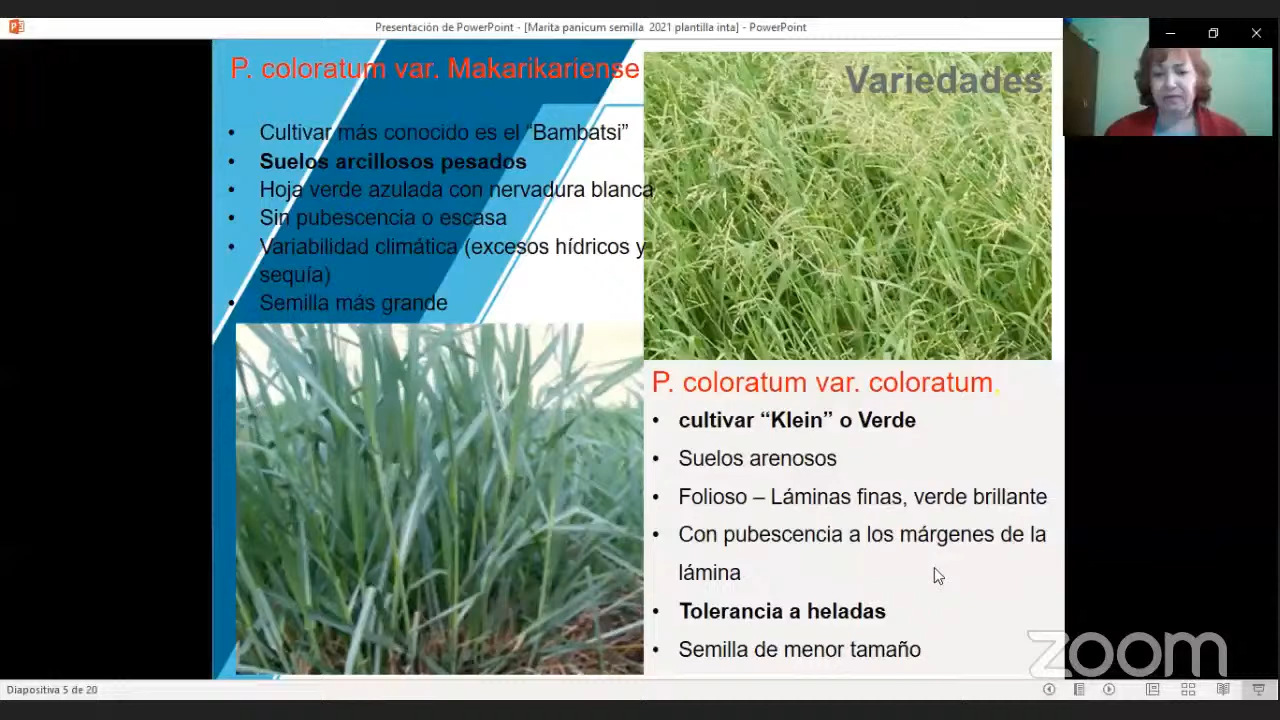 Presentación de PowerPoint - [Marita panicum semilla 2021 plantilla inta] - PowerPoint
P. coloratum var. Makarikariense
• Cultivar más conocido es el “Bambatsi”
• Suelos arcillosos pesados
• Hoja verde azulada con nervadura blanca
• Sin pubescencia o escasa
• Variabilidad climática (excesos hídricos y
sequía)
• Semilla más grande
Variedades
P. coloratum var. coloratum.
• cultivar “Klein” o Verde
• Suelos arenosos
• Folioso – Láminas finas, verde brillante
• Con pubescencia a los márgenes de la
lámina
• Tolerancia a heladas
• Semilla de menor tamaño
zoom
Diapositiva 5 de 20